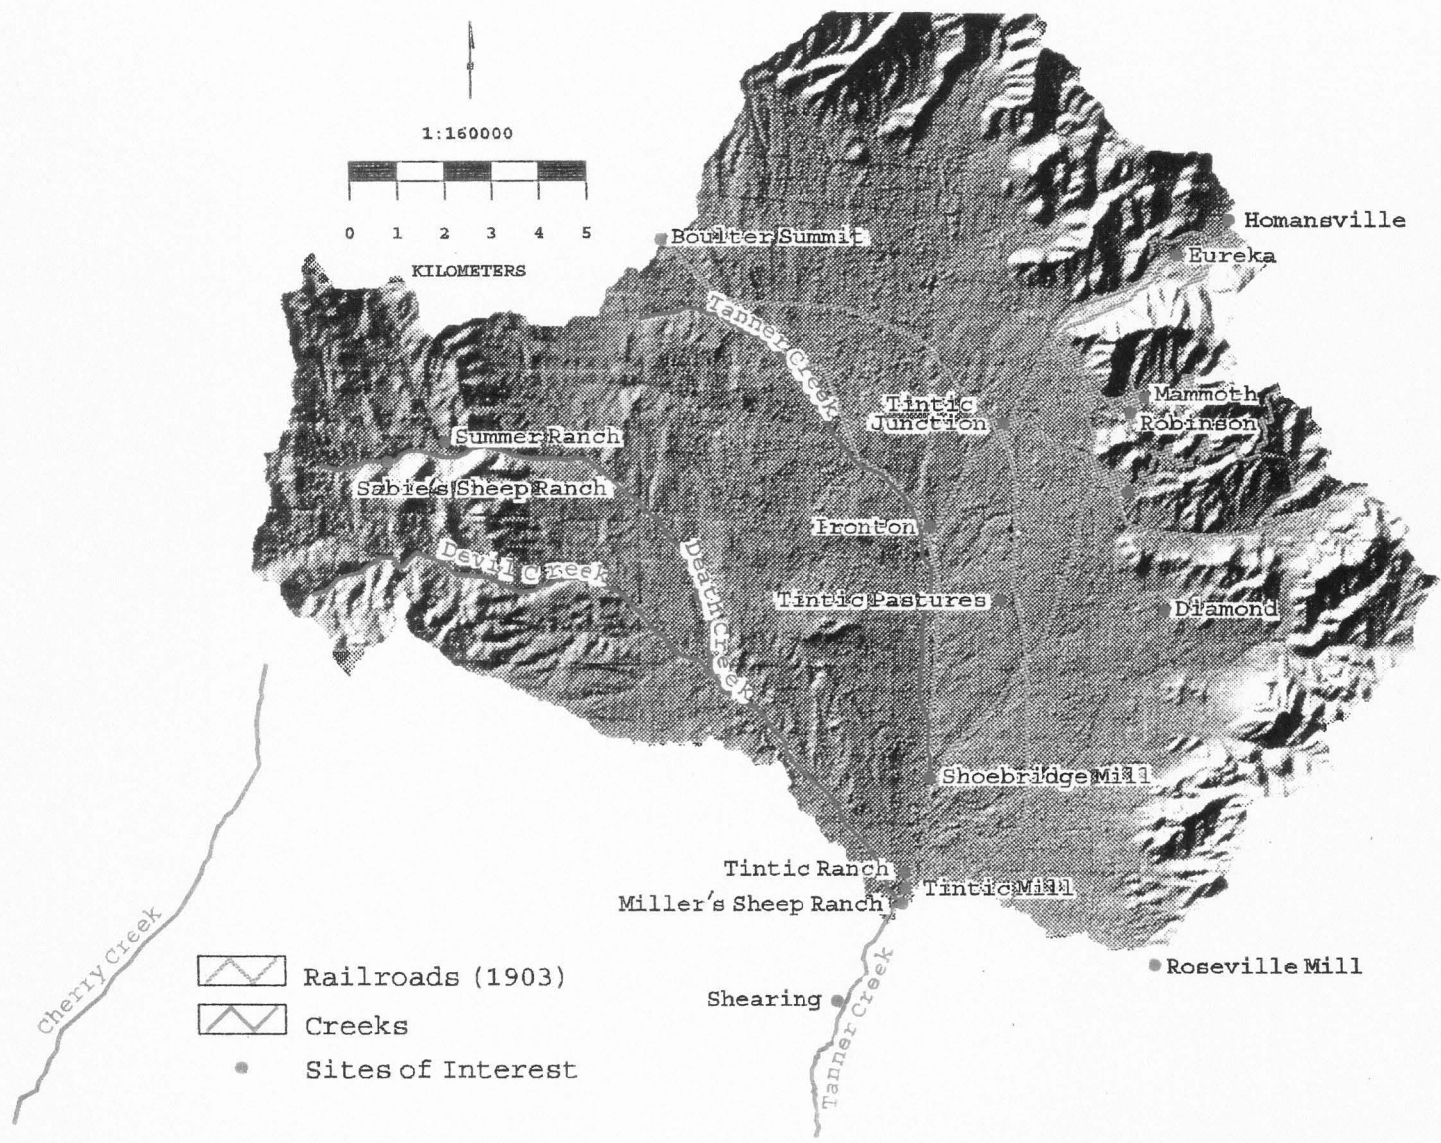 1:160000
0 1 2 3 4 5
KILOMETERS
Boulter Summit
Homansville
Eureka
Tanner Creek
Mammoth
Robinson
Tintic
Junction
Summer Ranch
Sabie's Sheep Ranch
Ironton
Devil Creek
Death Creek
Tintic Pastures
Diamond
Shoebridge Mill
Tintic Ranch
Tintic Mill
Miller's Sheep Ranch
Cherry Creek
Roseville Mill
Shearing
Tanner Creek
Railroads (1903)
Creeks
Sites of Interest